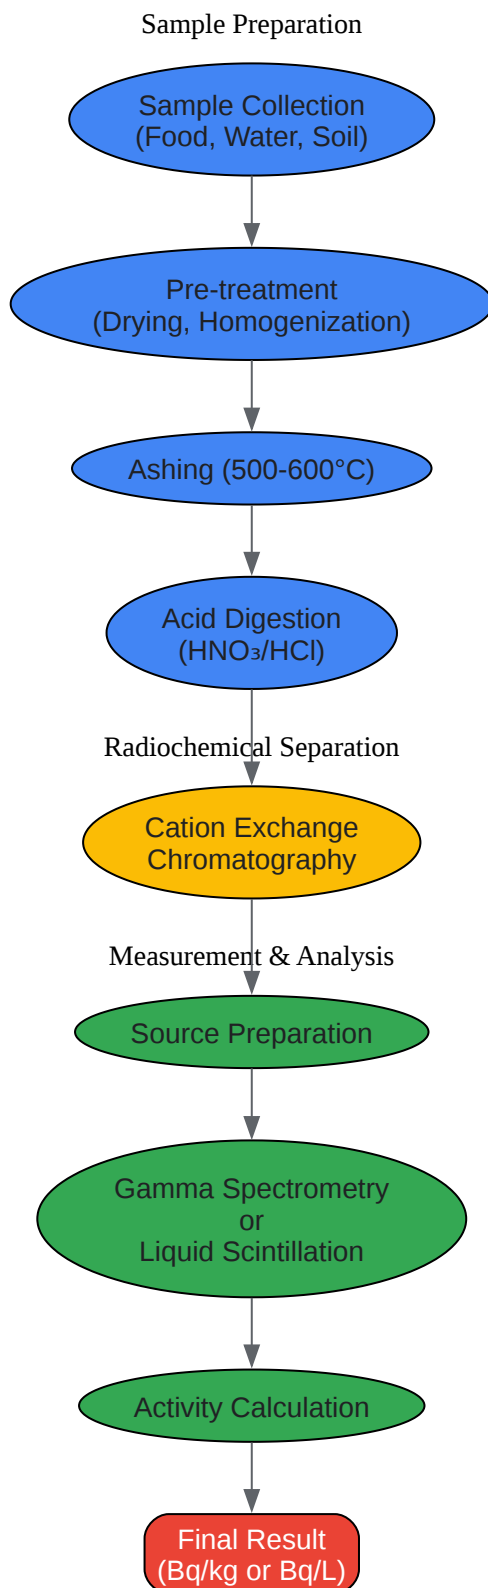 Sample Preparation
Sample Collection
(Food, Water, Soil)
Pre-treatment
(Drying, Homogenization)
Ashing (500-600°C)
Acid Digestion
(HNO₃/HCl)
Radiochemical Separation
Cation Exchange
Chromatography
Measurement & Analysis
Source Preparation
Gamma Spectrometry
or
Liquid Scintillation
Activity Calculation
Final Result
(Bq/kg or Bq/L)